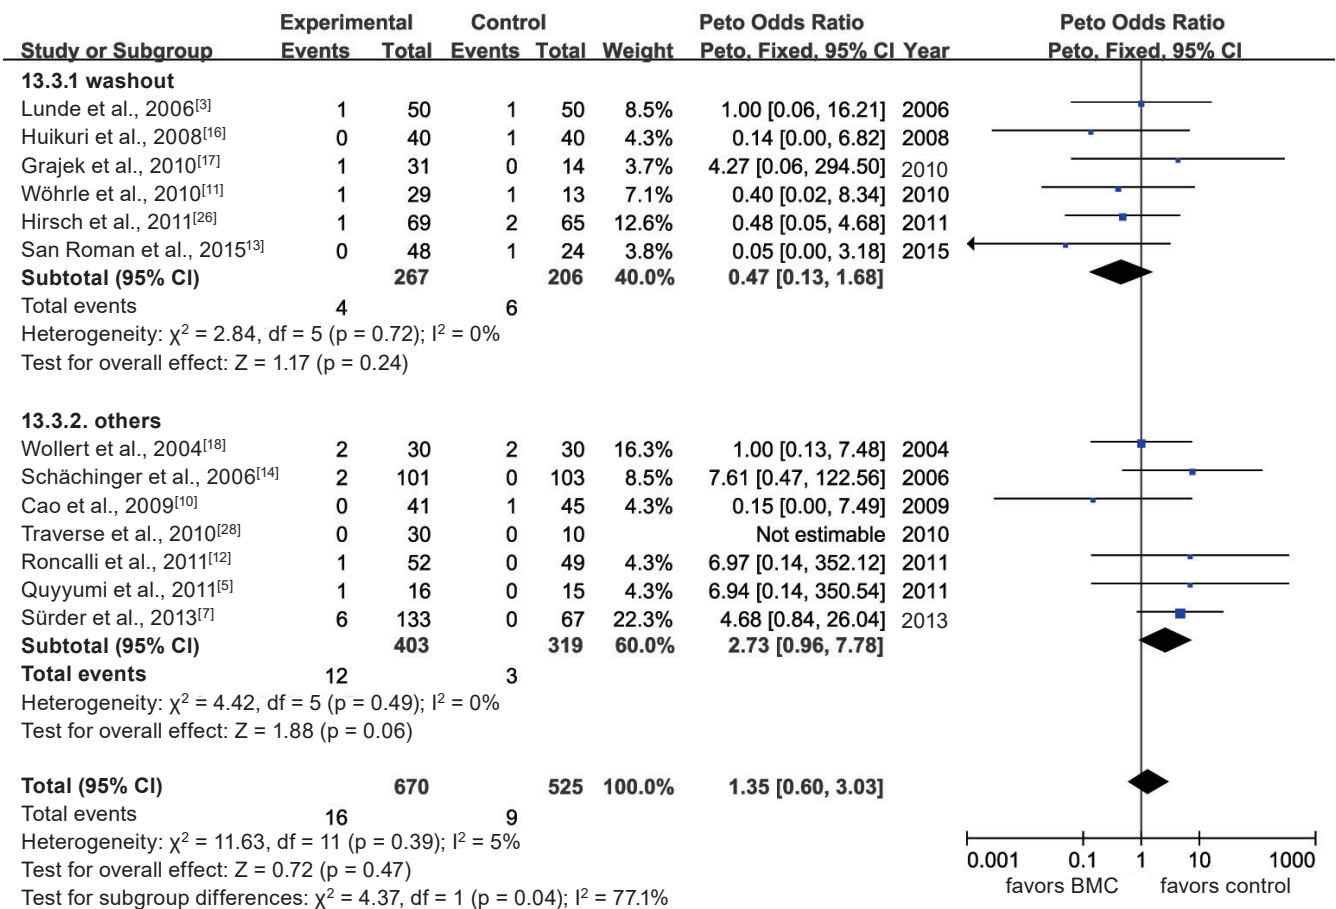 Experimental Control Peto Odds Ratio Peto Odds Ratio
Study or Subgroup Events Total Events Total Weight Peto, Fixed, 95% CI Year Peto, Fixed, 95% CI
13.3.1 washout
Lunde et al., 2006[3] 1 50 1 50 8.5% 1.00 [0.06, 16.21] 2006
Huikuri et al., 2008[16] 0 40 1 40 4.3% 0.14 [0.00, 6.82] 2008
Grajek et al., 2010[17] 1 31 0 14 3.7% 4.27 [0.06, 294.50] 2010
Wöhrle et al., 2010[11] 1 29 1 13 7.1% 0.40 [0.02, 8.34] 2010
Hirsch et al., 2011[26] 1 69 2 65 12.6% 0.48 [0.05, 4.68] 2011
San Roman et al., 2015[13] 0 48 1 24 3.8% 0.05 [0.00, 3.18] 2015
Subtotal (95% CI) 267 206 40.0% 0.47 [0.13, 1.68]
Total events 4 6
Heterogeneity: χ² = 2.84, df = 5 (p = 0.72); I² = 0%
Test for overall effect: Z = 1.17 (p = 0.24)
13.3.2. others
Wollert et al., 2004[18] 2 30 2 30 16.3% 1.00 [0.13, 7.48] 2004
Schächinger et al., 2006[14] 2 101 0 103 8.5% 7.61 [0.47, 122.56] 2006
Cao et al., 2009[10] 0 41 1 45 4.3% 0.15 [0.00, 7.49] 2009
Traverse et al., 2010[28] 0 30 0 10 Not estimable 2010
Roncalli et al., 2011[12] 1 52 0 49 4.3% 6.97 [0.14, 352.12] 2011
Quyyumi et al., 2011[5] 1 16 0 15 4.3% 6.94 [0.14, 350.54] 2011
Sürder et al., 2013[7] 6 133 0 67 22.3% 4.68 [0.84, 26.04] 2013
Subtotal (95% CI) 403 319 60.0% 2.73 [0.96, 7.78]
Total events 12 3
Heterogeneity: χ² = 4.42, df = 5 (p = 0.49); I² = 0%
Test for overall effect: Z = 1.88 (p = 0.06)
Total (95% CI) 670 525 100.0% 1.35 [0.60, 3.03]
Total events 16 9
Heterogeneity: χ² = 11.63, df = 11 (p = 0.39); I² = 5%
Test for overall effect: Z = 0.72 (p = 0.47)
Test for subgroup differences: χ² = 4.37, df = 1 (p = 0.04); I² = 77.1%
0.001 0.1 1 10 1000
favors BMC favors control